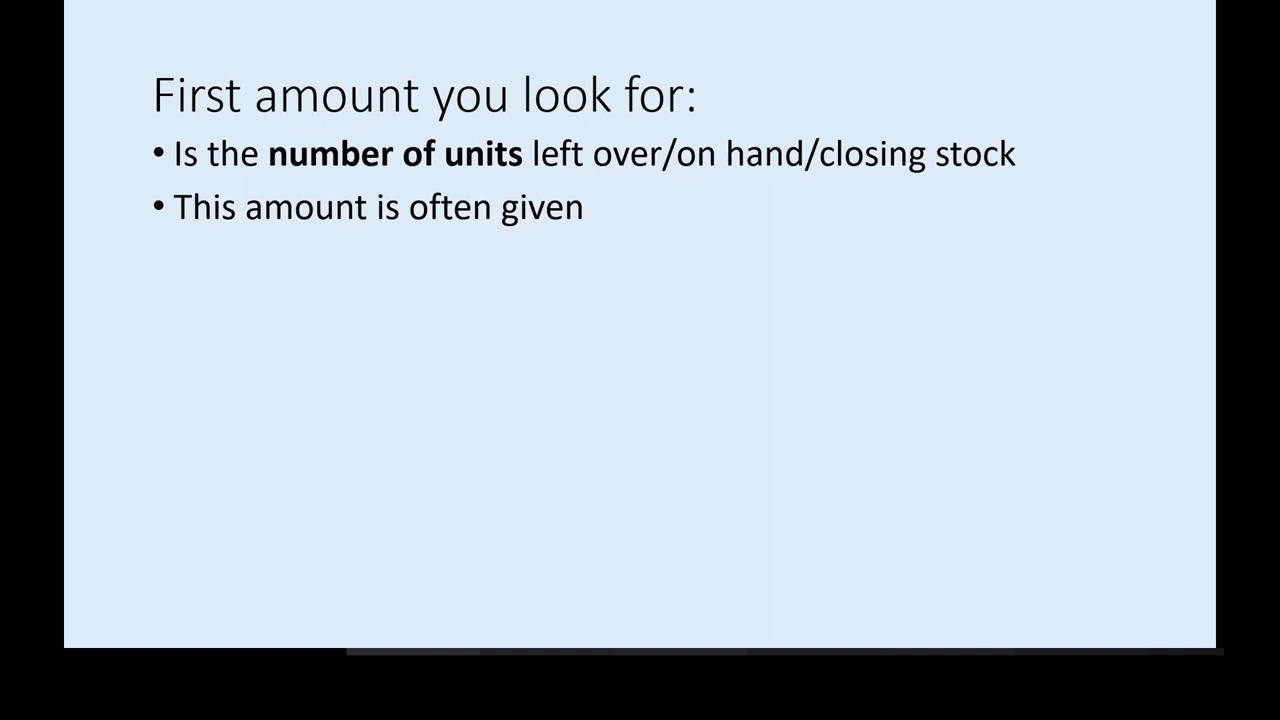 First amount you look for:
• Is the number of units left over/on hand/closing stock
• This amount is often given